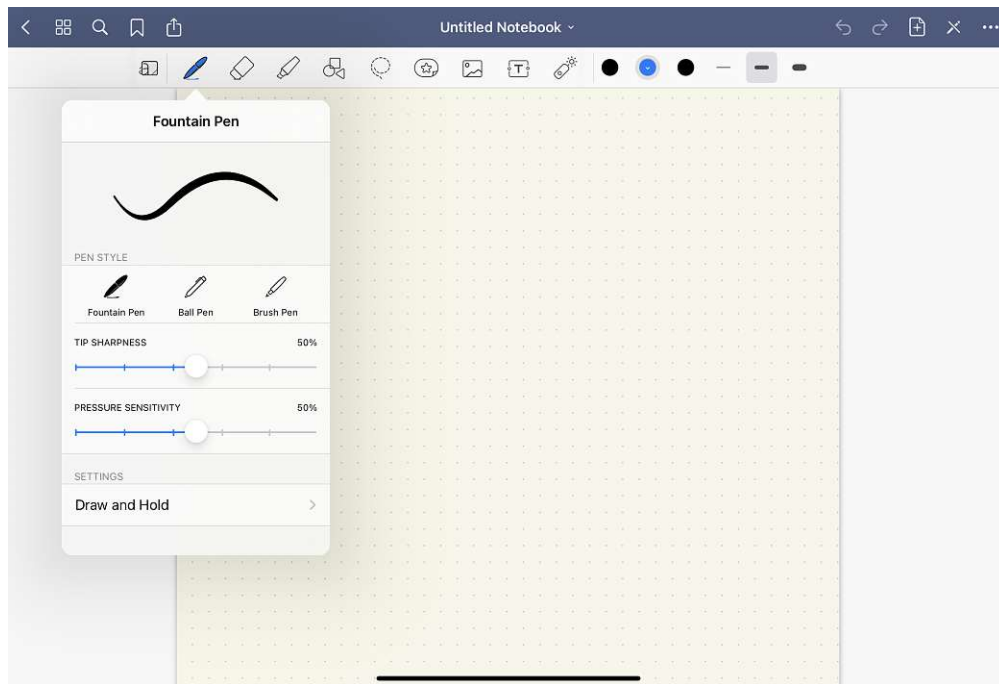 Untitled Notebook
T
Fountain Pen
PEN STYLE
Fountain Pen Ball Pen Brush Pen
TIP SHARPNESS 50%
PRESSURE SENSITIVITY 50%
SETTINGS
Draw and Hold